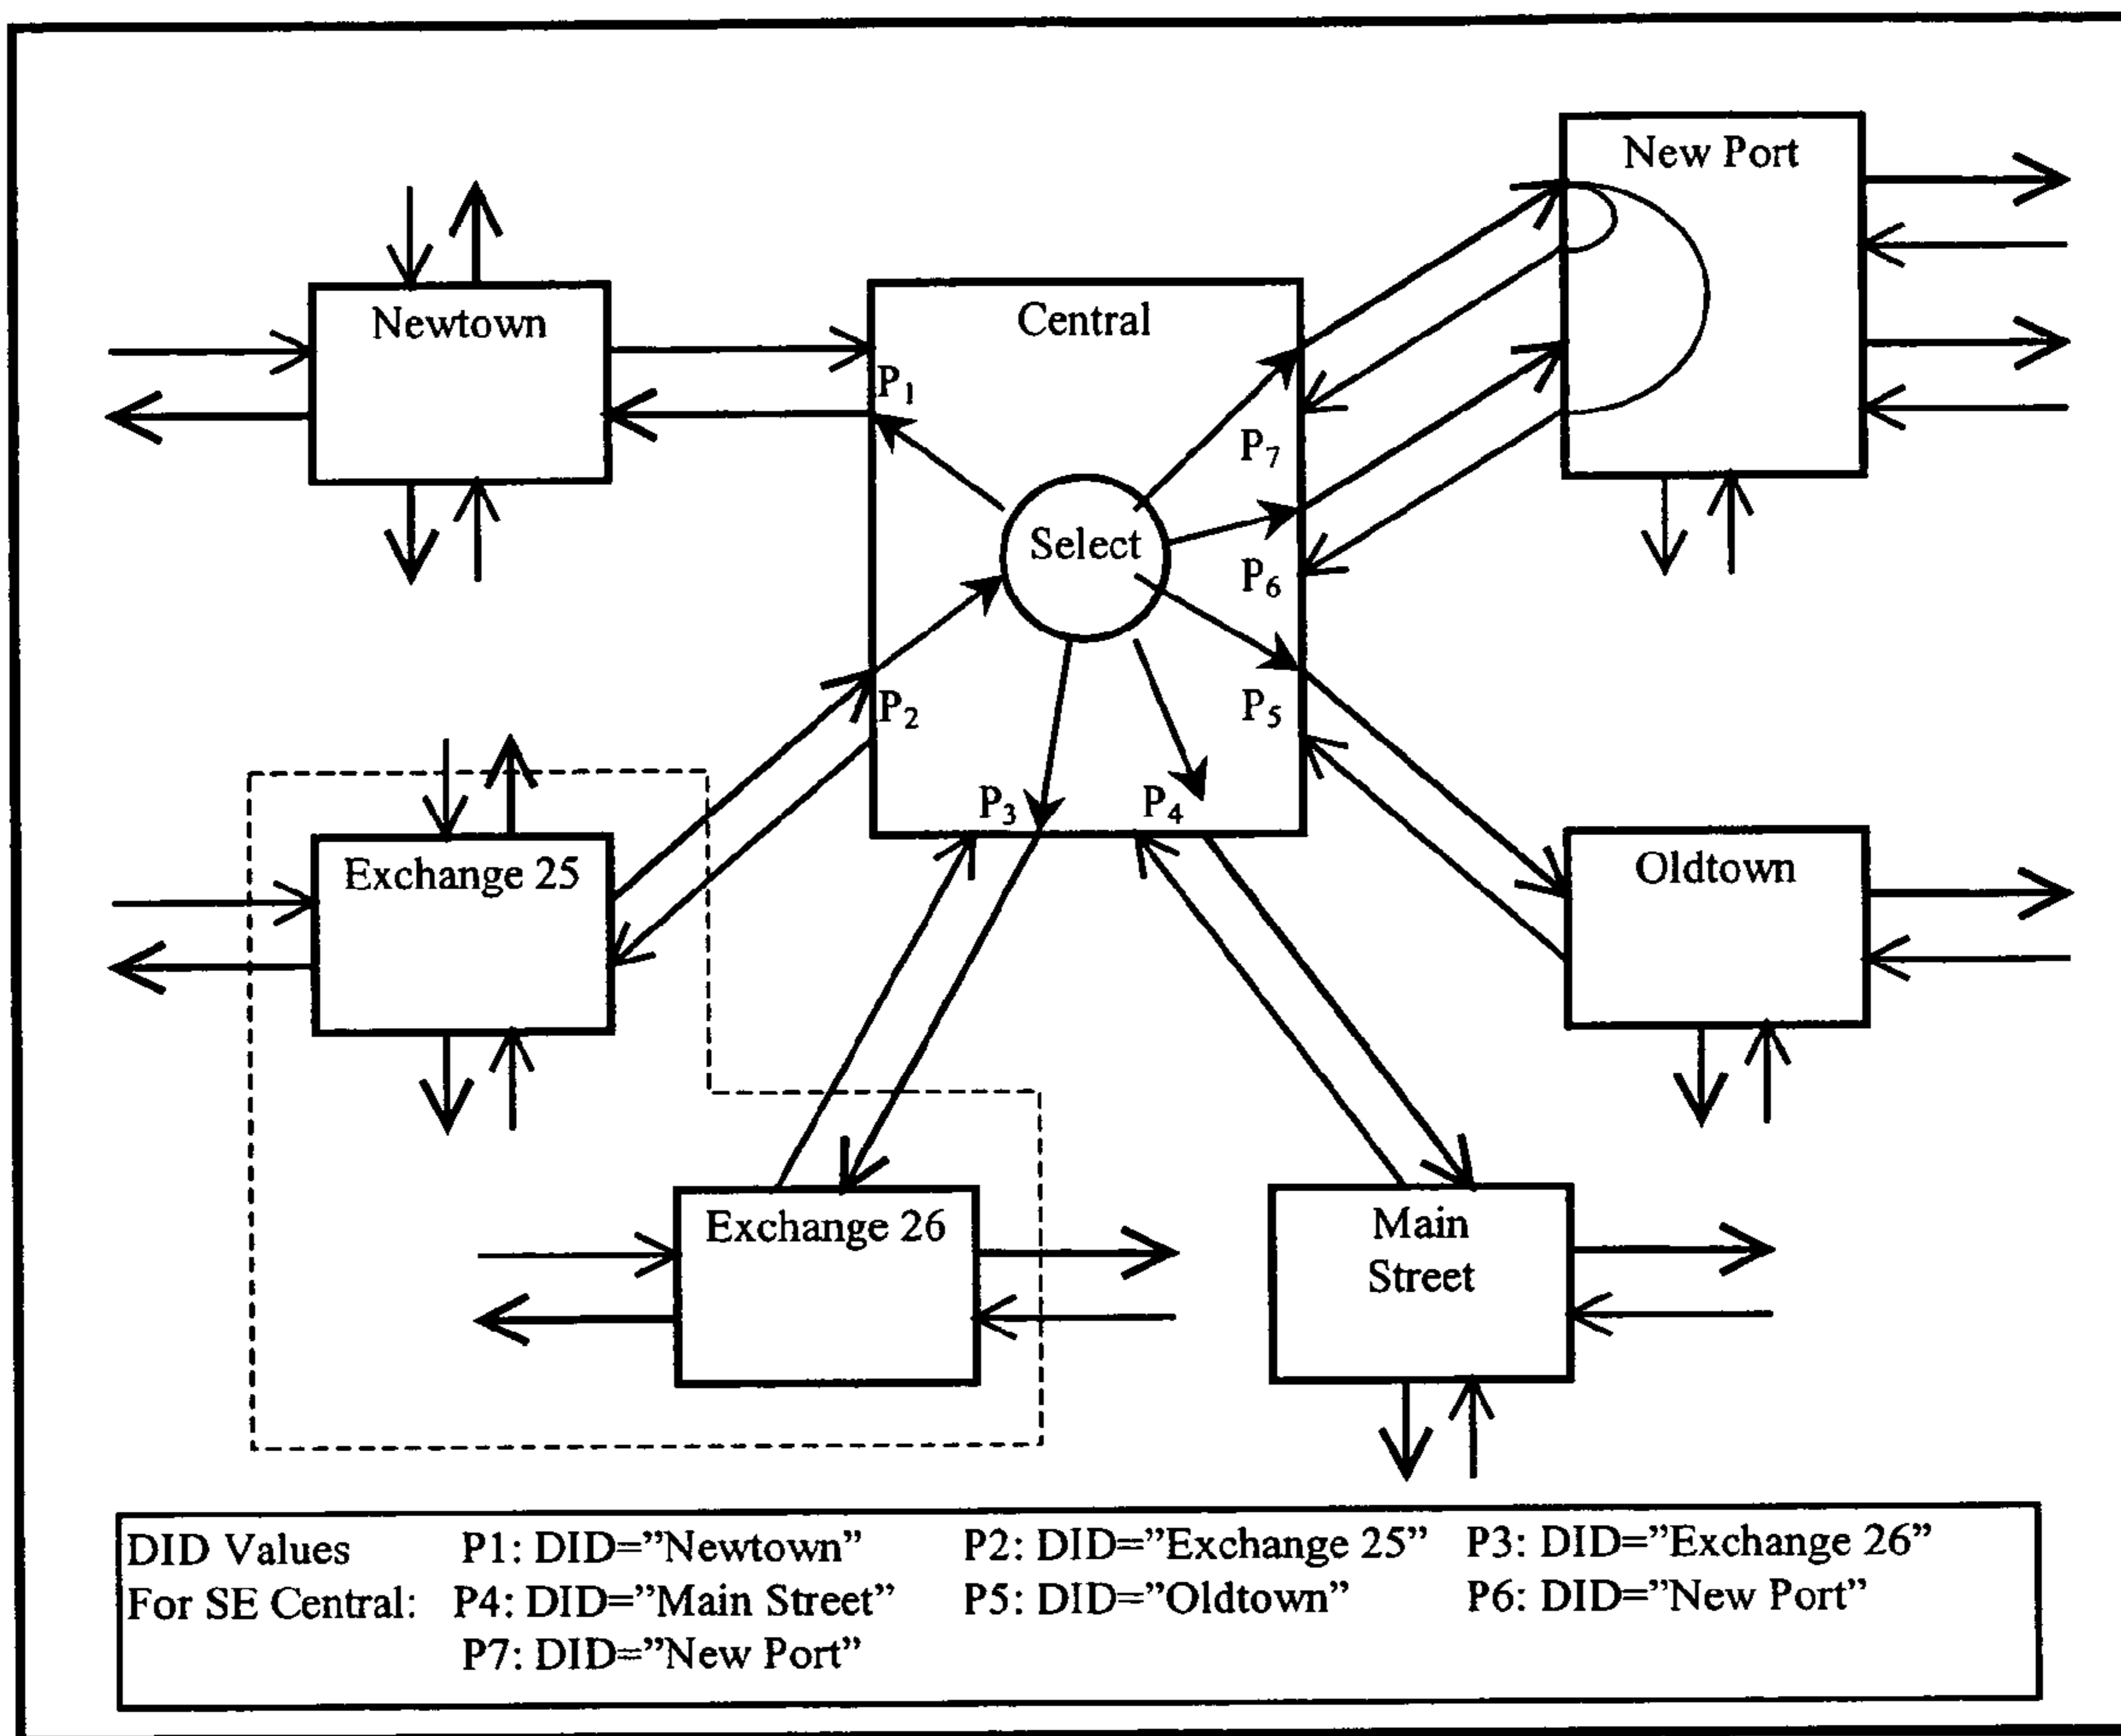 New Port
Newtown
Central
P1
P7
Select
P6
P2
P5
P3
P4
Exchange 25
Oldtown
Exchange 26
Main
Street
DID Values P1: DID="Newtown" P2: DID="Exchange 25" P3: DID="Exchange 26"
For SE Central: P4: DID="Main Street" P5: DID="Oldtown" P6: DID="New Port"
P7: DID="New Port"